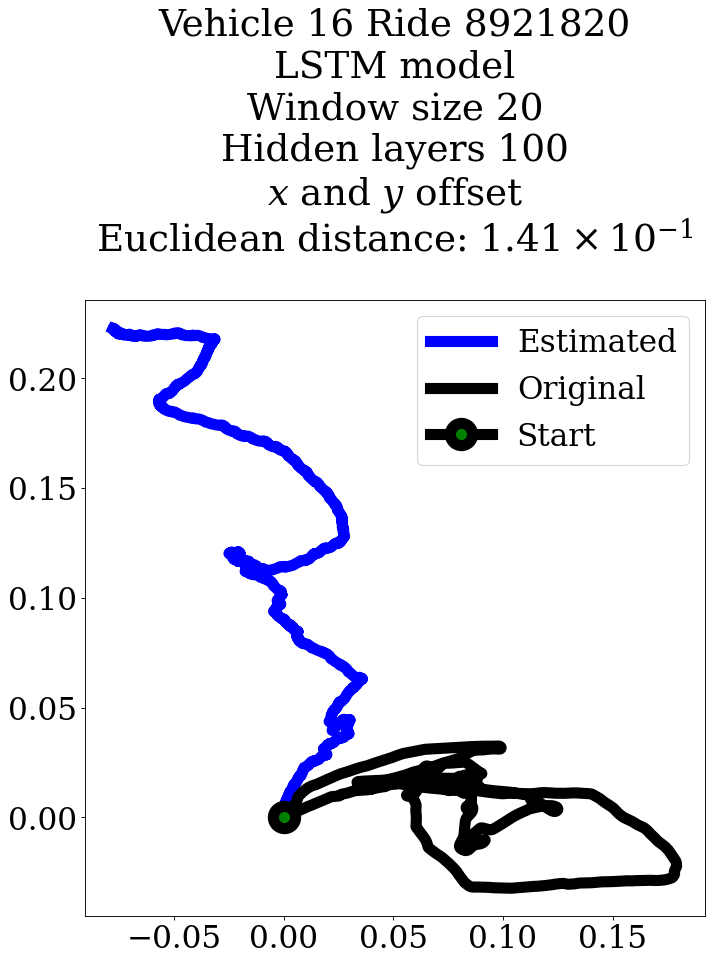 Vehicle 16 Ride 8921820
LSTM model
Window size 20
Hidden layers 100
x and y offset
Euclidean distance: 1.41 × 10⁻¹
Estimated
Original
Start
0.20
0.15
0.10
0.05
0.00
−0.05 0.00 0.05 0.10 0.15